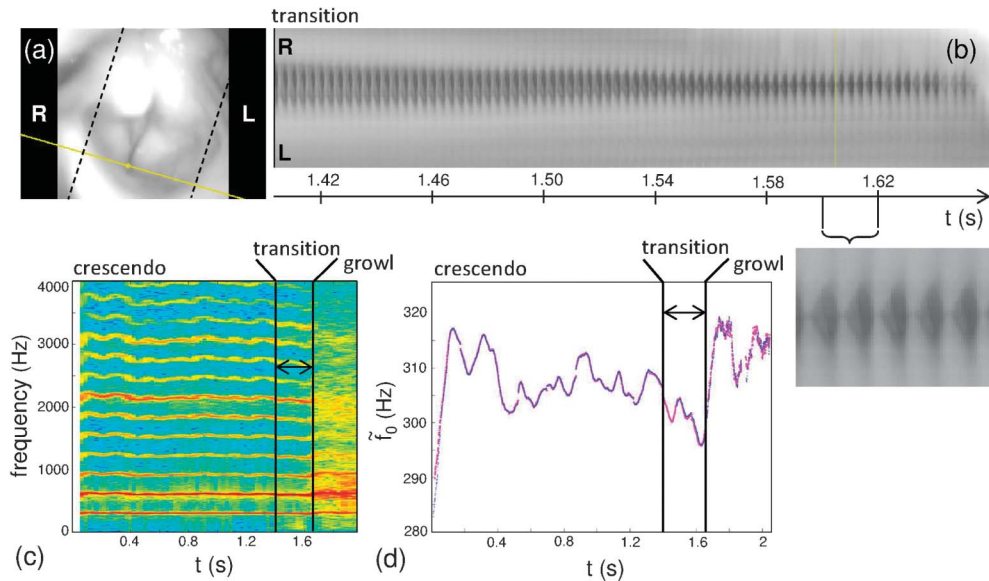 (a)
R
L
transition
R
L
(b)
1.42 1.46 1.50 1.54 1.58 1.62
t (s)
crescendo
transition
growl
4000
3000
2000
1000
0
frequency (Hz)
0.4 0.8 1.2 1.6
t (s)
(c)
crescendo
transition
growl
320
310
300
290
280
f̃₀ (Hz)
0.4 0.8 1.2 1.6 2
t (s)
(d)